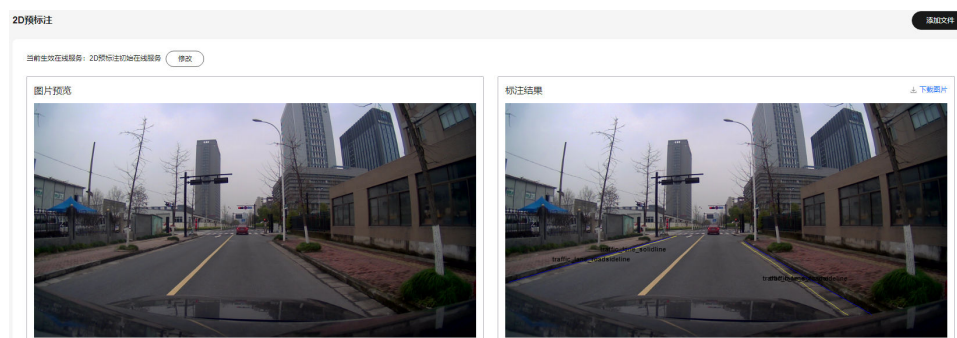 2D预标注
添加文件
当前生效在线服务：2D预标注初始在线服务
修改
图片预览
标注结果
下载图片
traffic_lane_solidline
traffic_lane_roadsideline